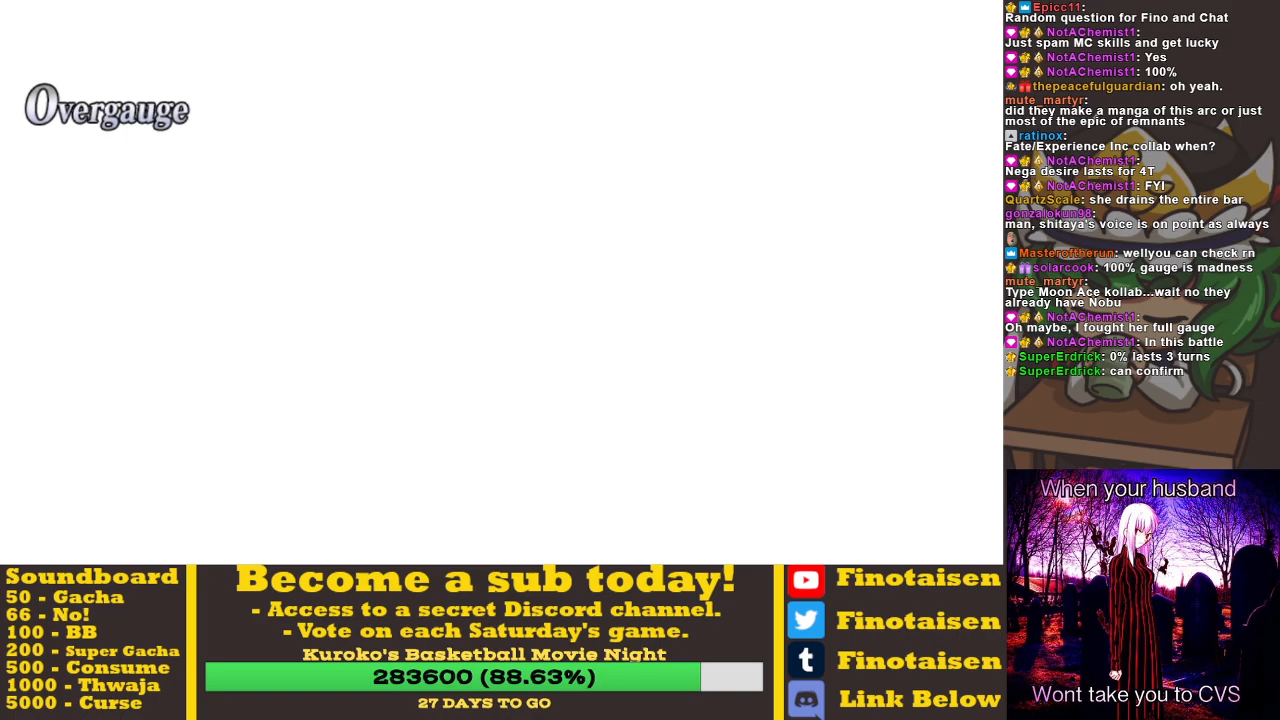 Overgauge
Epicc11:
Random question for Fino and Chat
NotAChemist1:
Just spam MC skills and get lucky
NotAChemist1: Yes
NotAChemist1: 100%
thepeacefulguardian: oh yeah.
mute_martyr:
did they make a manga of this arc or just
most of the epic of remnants
ratinox:
Fate/Experience Inc collab when?
NotAChemist1:
Nega desire lasts for 4T
NotAChemist1: FYI
QuartzScale: she drains the entire bar
gonzalokun98:
man, shitaya's voice is on point as always
Masteroftherun: wellyou can check rn
solarcook: 100% gauge is madness
mute_martyr:
Type Moon Ace kollab...wait no they
already have Nobu
NotAChemist1:
Oh maybe, I fought her full gauge
NotAChemist1: In this battle
SuperErdrick: 0% lasts 3 turns
SuperErdrick: can confirm
When your husband
Wont take you to CVS
Soundboard
50 - Gacha
66 - No!
100 - BB
200 - Super Gacha
500 - Consume
1000 - Thwaja
5000 - Curse
Become a sub today!
- Access to a secret Discord channel.
- Vote on each Saturday's game.
Kuroko's Basketball Movie Night
283600 (88.63%)
27 DAYS TO GO
Finotaisen
Finotaisen
Finotaisen
Link Below